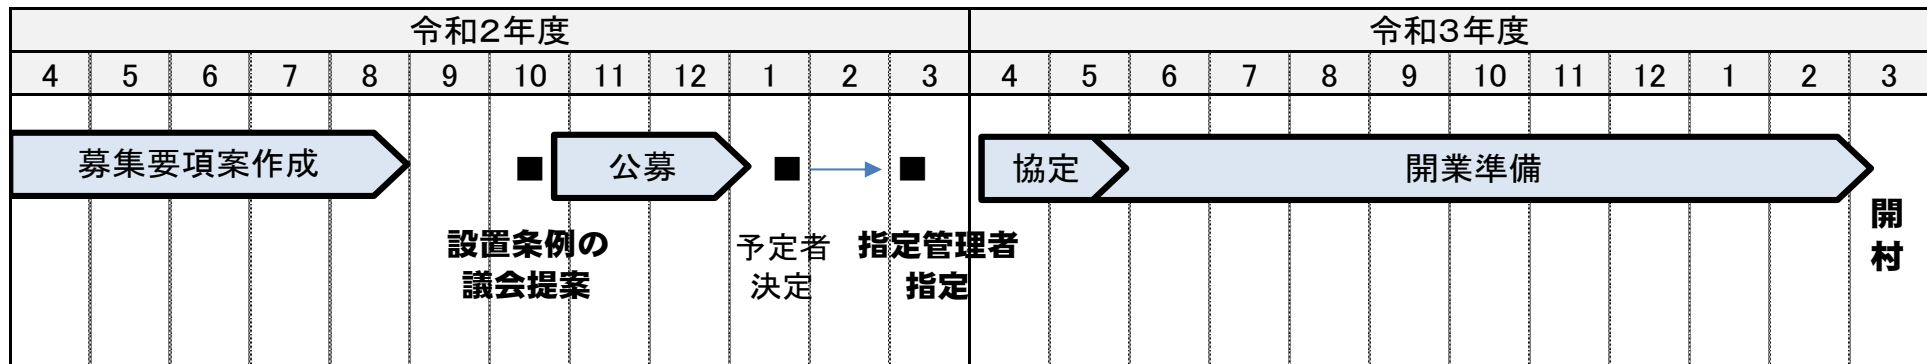 令和２年度 令和３年度
4 5 6 7 8 9 10 11 12 1 2 3 4 5 6 7 8 9 10 11 12 1 2 3
募集要項案作成 ■ 公募 ■ ■ 協定 開業準備
設置条例の
議会提案
予定者
決定
指定管理者
指定
開
村